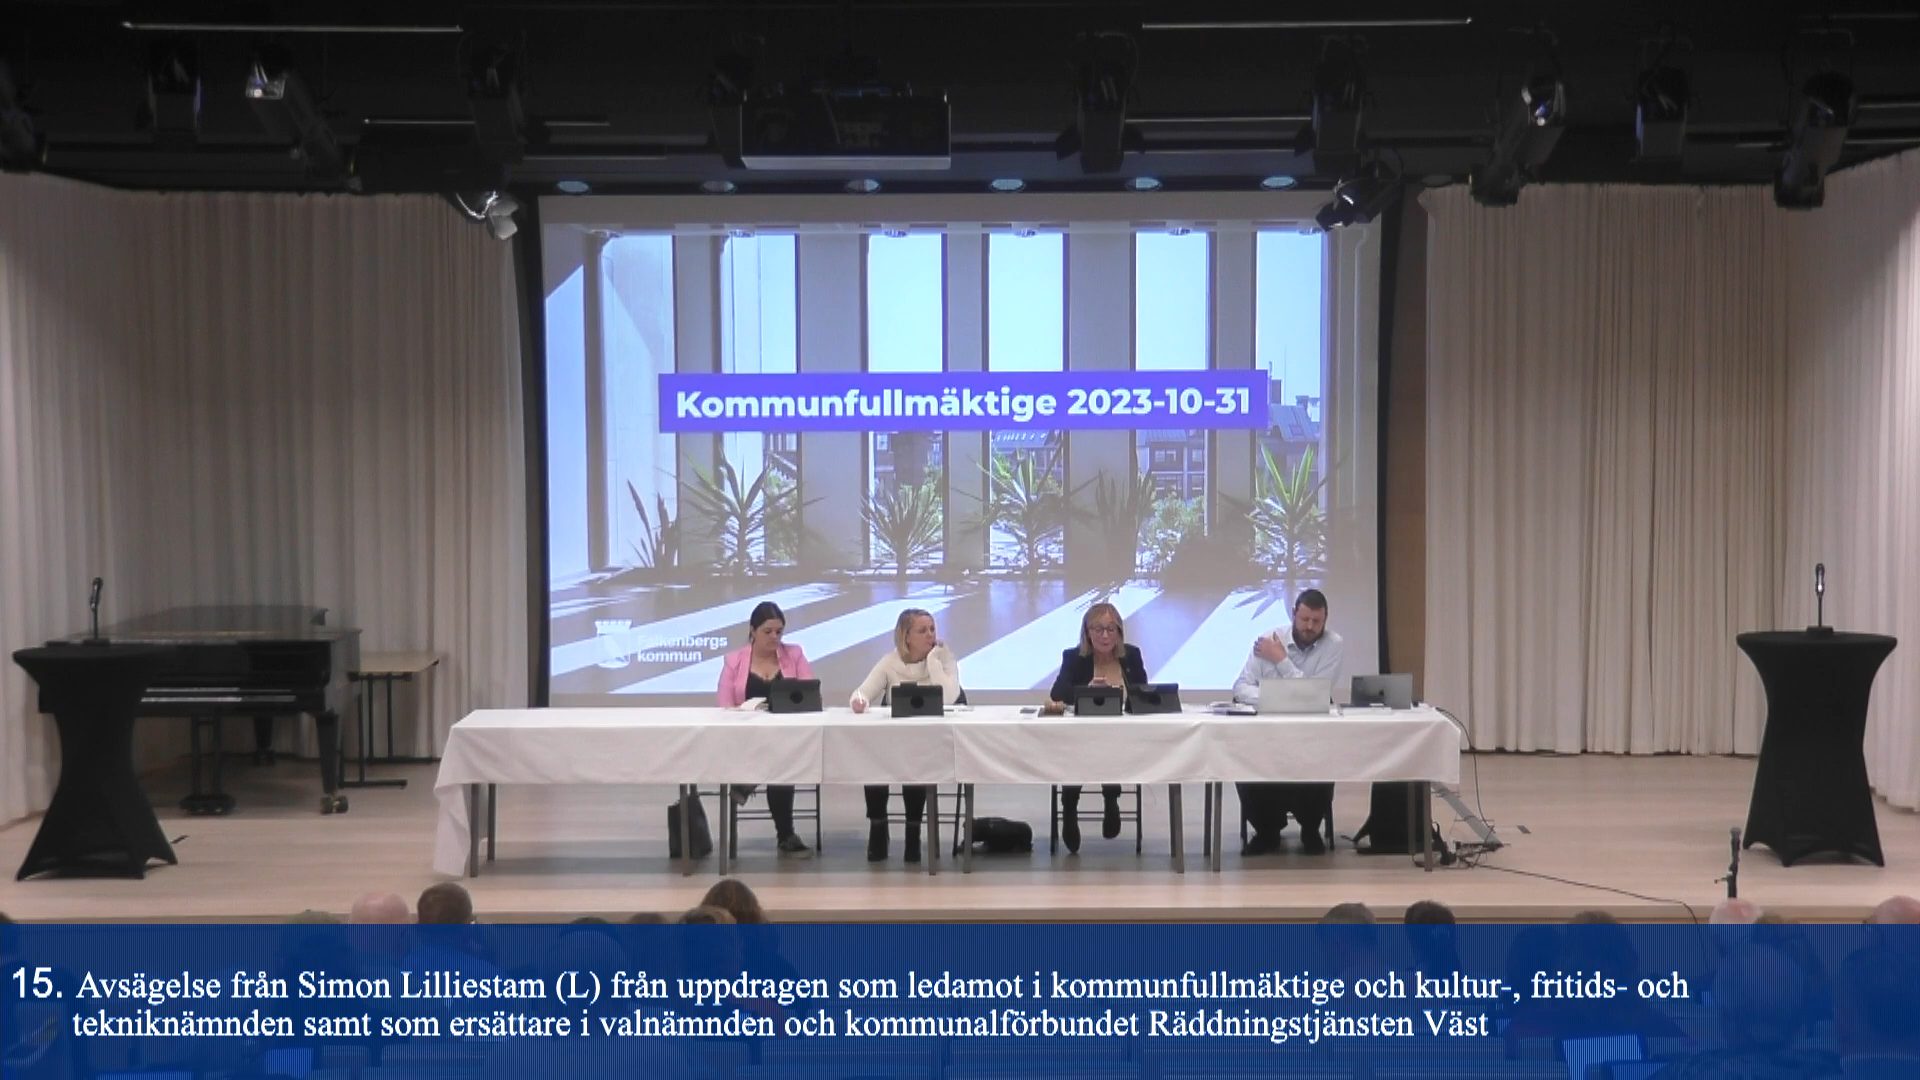 Kommunfullmäktige 2023-10-31
Falkenbergs
kommun
15. Avsägelse från Simon Lilliestam (L) från uppdragen som ledamot i kommunfullmäktige och kultur-, fritids- och
tekniknämnden samt som ersättare i valnämnden och kommunalförbundet Räddningstjänsten Väst